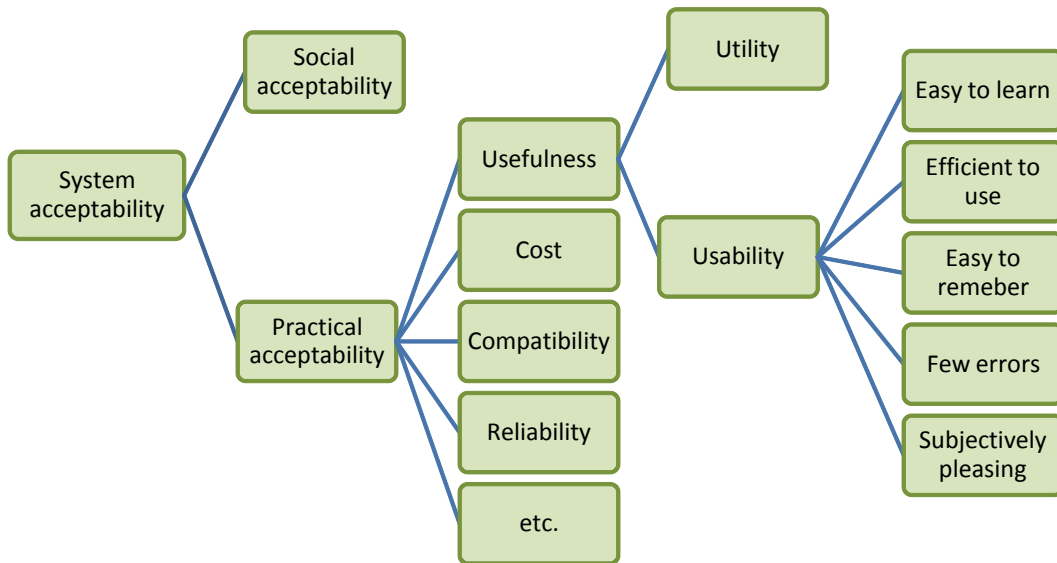 System
acceptability
Social
acceptability
Practical
acceptability
Usefulness
Cost
Compatibility
Reliability
etc.
Utility
Usability
Easy to learn
Efficient to
use
Easy to
remeber
Few errors
Subjectively
pleasing